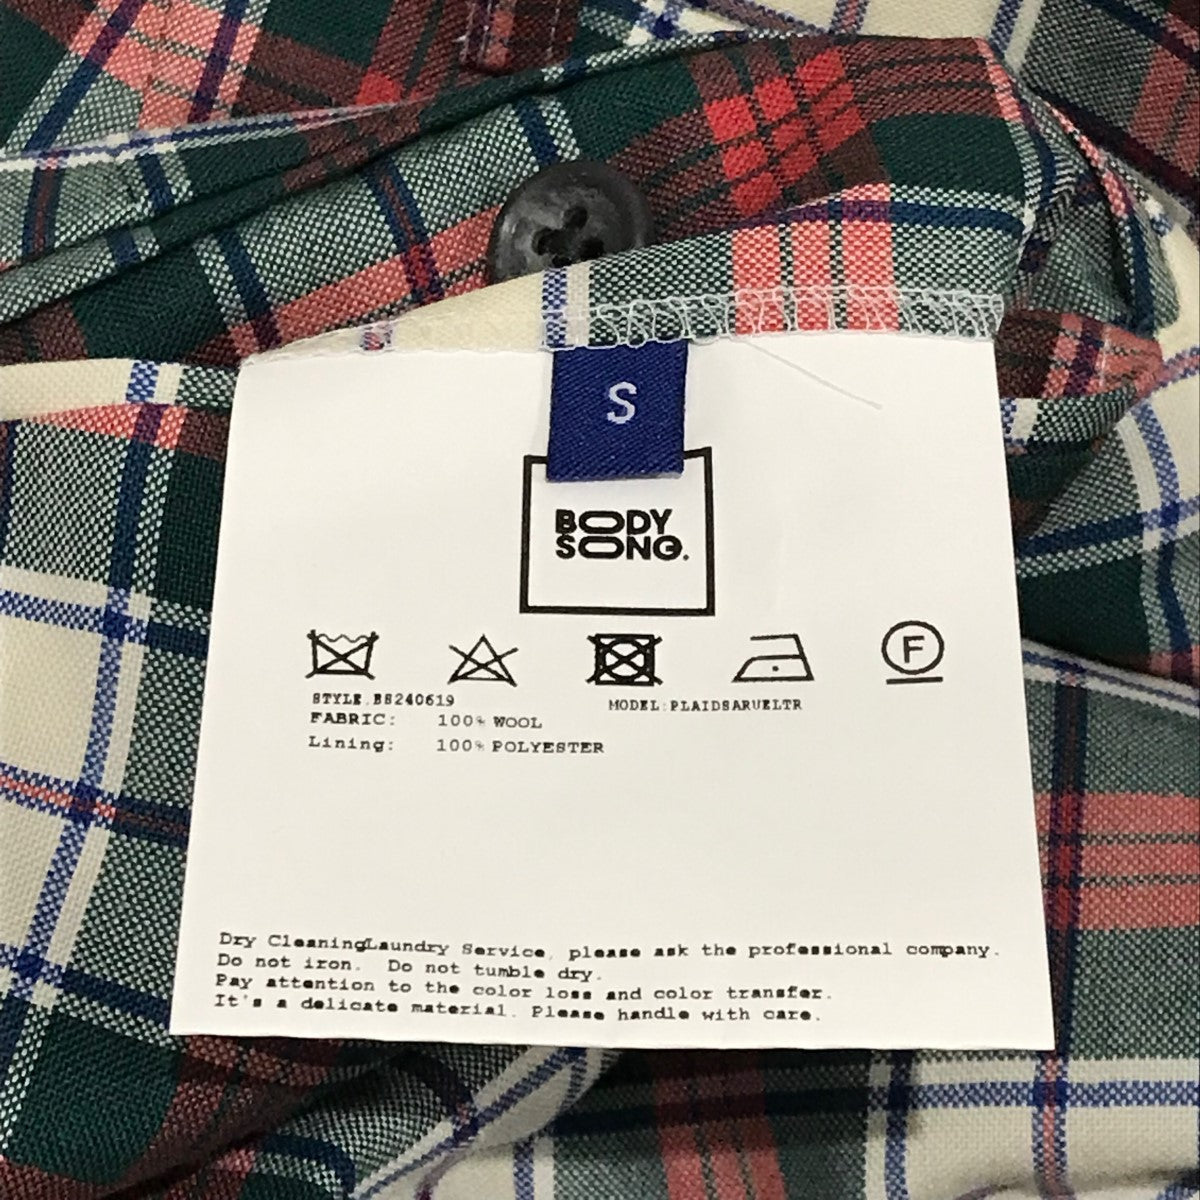 S
BODY
SONG.
F
STYLE.BS240619
MODEL:PLAIDSARUELTR
FABRIC: 100% WOOL
Lining: 100% POLYESTER
Dry CleaningLaundry Service, please ask the professional company.
Do not iron. Do not tumble dry.
Pay attention to the color loss and color transfer.
It's a delicate material. Please handle with care.